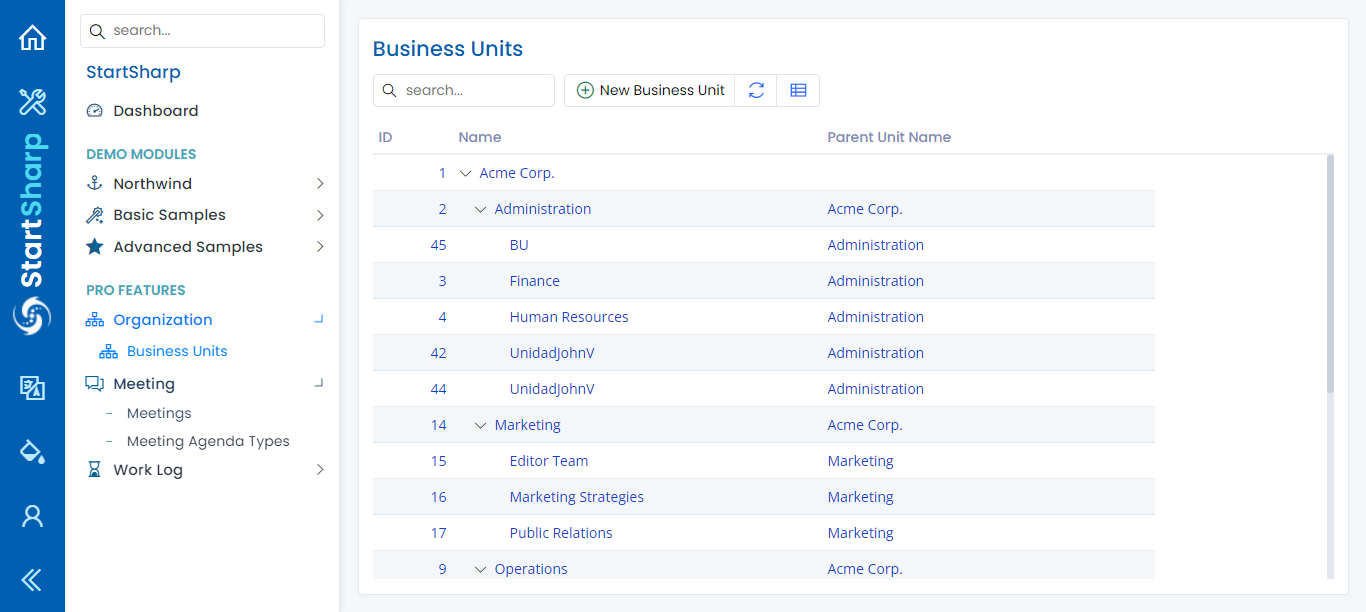 StartSharp
search...
StartSharp
Dashboard
DEMO MODULES
Northwind
Basic Samples
Advanced Samples
PRO FEATURES
Organization
Business Units
Meeting
Meetings
Meeting Agenda Types
Work Log
Business Units
search... New Business Unit
ID Name Parent Unit Name
1 Acme Corp.
2 Administration Acme Corp.
45 BU Administration
3 Finance Administration
4 Human Resources Administration
42 UnidadJohnV Administration
44 UnidadJohnV Administration
14 Marketing Acme Corp.
15 Editor Team Marketing
16 Marketing Strategies Marketing
17 Public Relations Marketing
9 Operations Acme Corp.